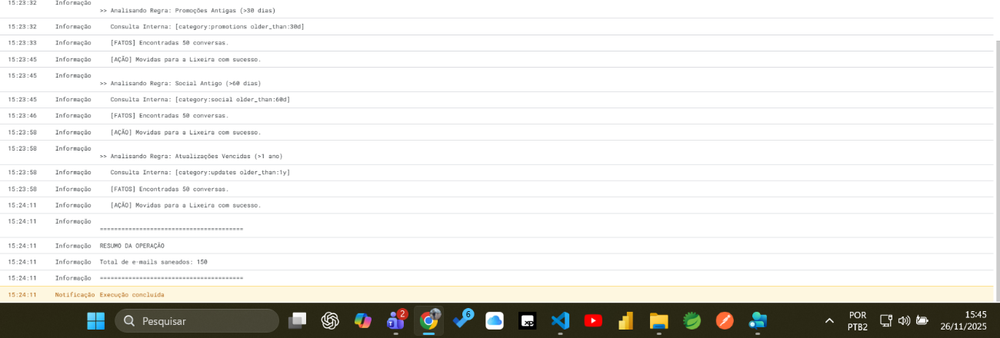 15:23:32 Informação
>> Analisando Regra: Promoções Antigas (>30 dias)
15:23:32 Informação Consulta Interna: [category:promotions older_than:30d]
15:23:33 Informação [FATOS] Encontradas 50 conversas.
15:23:45 Informação [AÇÃO] Movidas para a Lixeira com sucesso.
15:23:45 Informação
>> Analisando Regra: Social Antigo (>60 dias)
15:23:45 Informação Consulta Interna: [category:social older_than:60d]
15:23:46 Informação [FATOS] Encontradas 50 conversas.
15:23:58 Informação [AÇÃO] Movidas para a Lixeira com sucesso.
15:23:58 Informação
>> Analisando Regra: Atualizações Vencidas (>1 ano)
15:23:58 Informação Consulta Interna: [category:updates older_than:1y]
15:23:58 Informação [FATOS] Encontradas 50 conversas.
15:24:11 Informação [AÇÃO] Movidas para a Lixeira com sucesso.
15:24:11 Informação
========================================
15:24:11 Informação RESUMO DA OPERAÇÃO
15:24:11 Informação Total de e-mails saneados: 150
15:24:11 Informação ========================================
15:24:11 Notificação Execução concluída
Pesquisar
2
6
POR
PTB2
15:45
26/11/2025